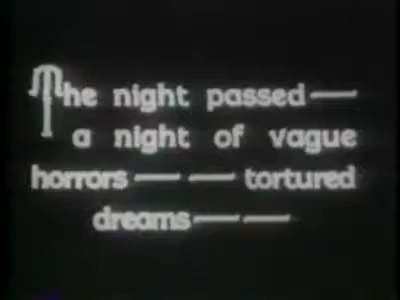 The night passed—
a night of vague
horrors — — tortured
dreams — —